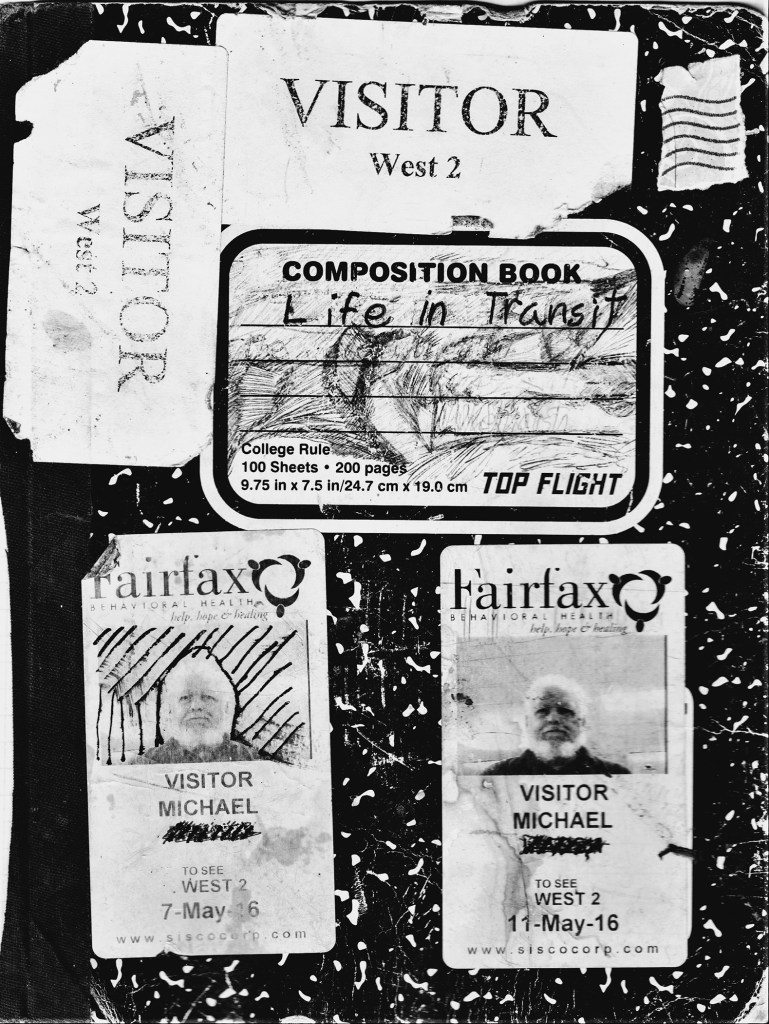 VISITOR
West 2
VISITOR
West 2
COMPOSITION BOOK
Life in Transit
College Rule
100 Sheets • 200 pages
9.75 in x 7.5 in/24.7 cm x 19.0 cm
TOP FLIGHT
Fairfax
BEHAVIORAL HEALTH
help, hope & healing
VISITOR
MICHAEL
TO SEE
WEST 2
7-May-16
www.siscocorp.com
Fairfax
BEHAVIORAL HEALTH
help, hope & healing
VISITOR
MICHAEL
TO SEE
WEST 2
11-May-16
www.siscocorp.com